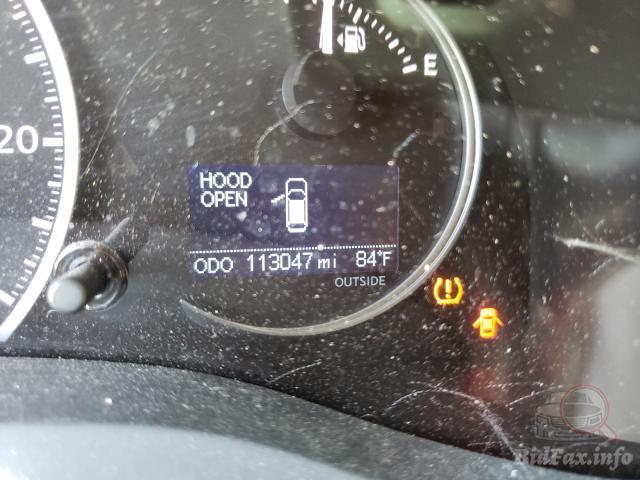 E
20
HOOD
OPEN
ODO 113047 mi 84°F
OUTSIDE
BidFax.info